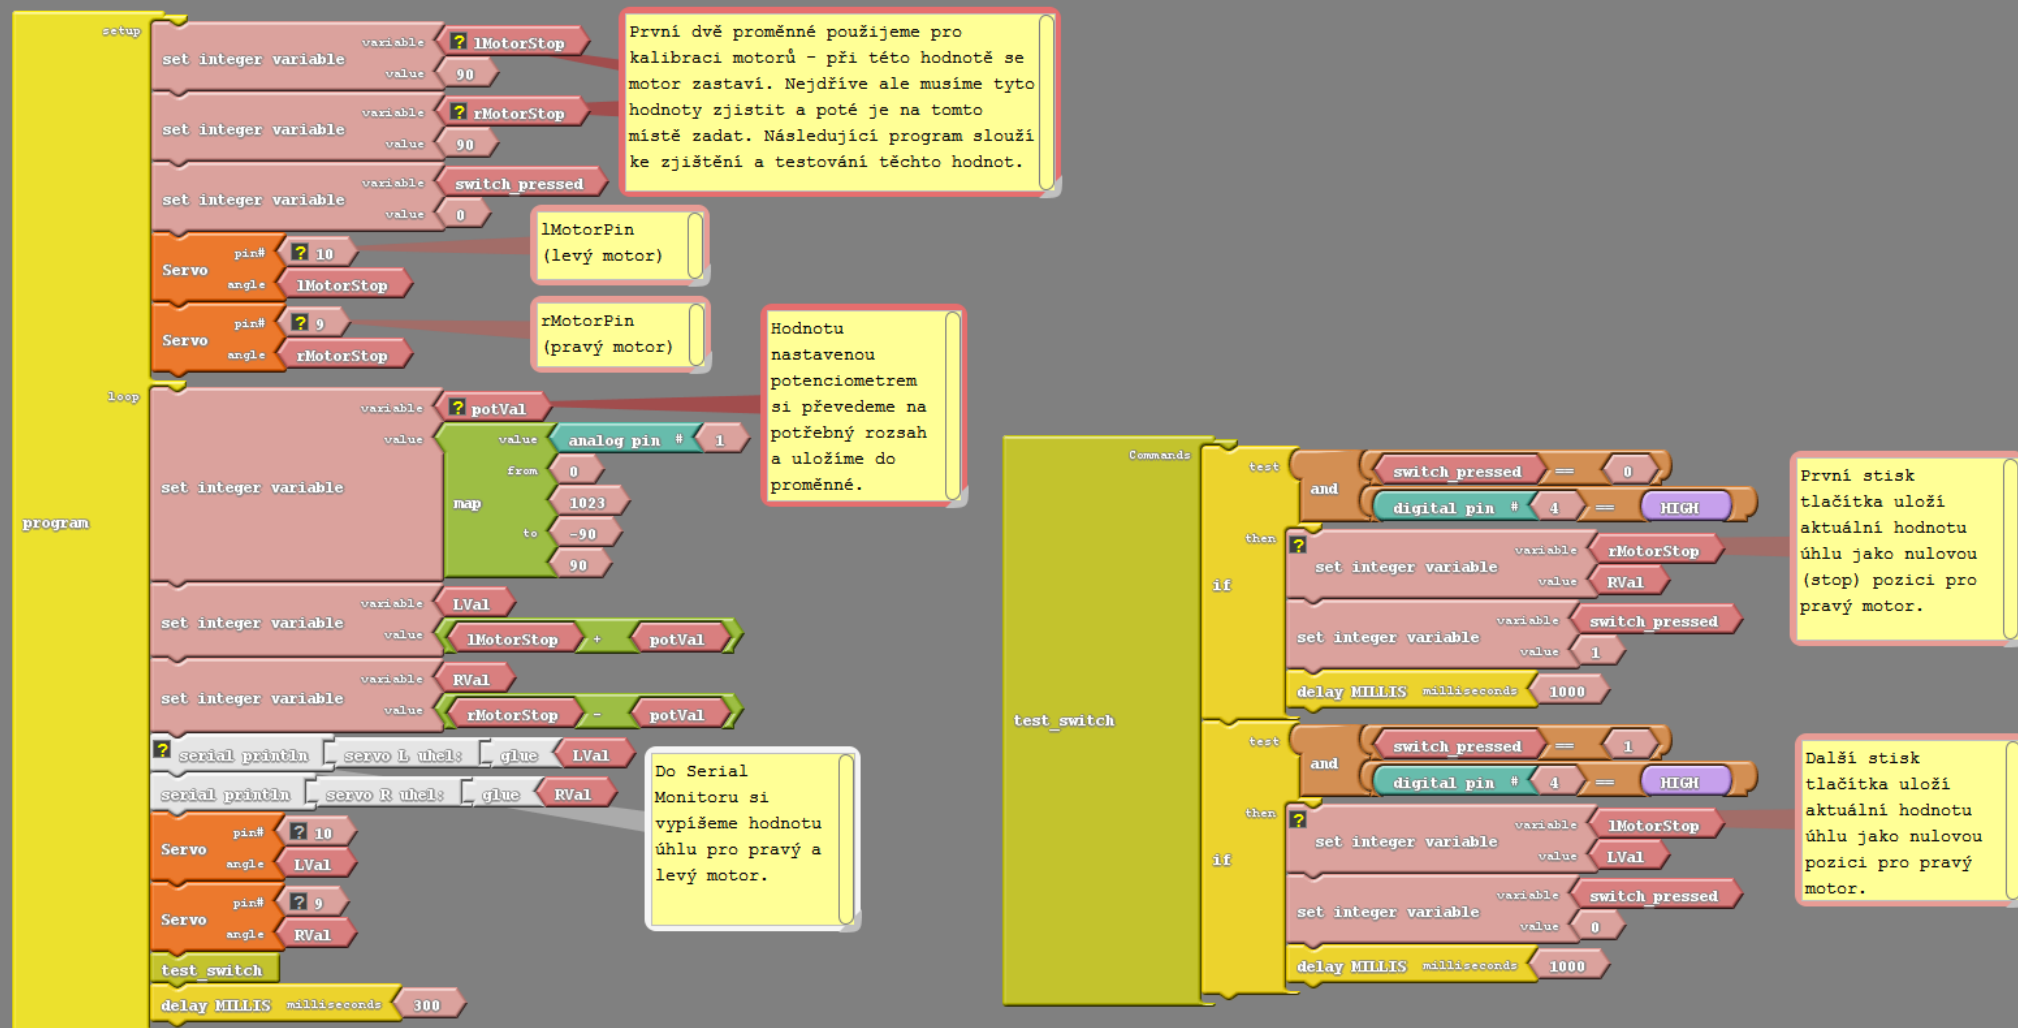 program
setup
set integer variable
variable
? lMotorStop
value
90
set integer variable
variable
? rMotorStop
value
90
set integer variable
variable
switch_pressed
value
0
Servo
pin#
? 10
angle
lMotorStop
Servo
pin#
? 9
angle
rMotorStop
První dvě proměnné použijeme pro
kalibraci motorů - při této hodnotě se
motor zastaví. Nejdříve ale musíme tyto
hodnoty zjistit a poté je na tomto
místě zadat. Následující program slouží
ke zjištění a testování těchto hodnot.
lMotorPin
(levý motor)
rMotorPin
(pravý motor)
loop
set integer variable
variable
? potVal
value
map
value
analog pin # 1
from
0
1023
to
-90
90
Hodnotu
nastavenou
potenciometrem
si převedeme na
potřebný rozsah
a uložíme do
proměnné.
set integer variable
variable
LVal
value
lMotorStop + potVal
set integer variable
variable
RVal
value
rMotorStop - potVal
? serial println servo L uhel: glue LVal
serial println servo R uhel: glue RVal
Do Serial
Monitoru si
vypíšeme hodnotu
úhlu pro pravý a
levý motor.
Servo
pin#
? 10
angle
LVal
Servo
pin#
? 9
angle
RVal
test_switch
delay MILLIS milliseconds 300
test_switch
Commands
if
test
and
switch_pressed == 0
digital pin # 4 == HIGH
then
?
set integer variable
variable
rMotorStop
value
RVal
set integer variable
variable
switch_pressed
value
1
delay MILLIS milliseconds 1000
První stisk
tlačítka uloží
aktuální hodnotu
úhlu jako nulovou
(stop) pozici pro
pravý motor.
if
test
and
switch_pressed == 1
digital pin # 4 == HIGH
then
?
set integer variable
variable
lMotorStop
value
LVal
set integer variable
variable
switch_pressed
value
0
delay MILLIS milliseconds 1000
Další stisk
tlačítka uloží
aktuální hodnotu
úhlu jako nulovou
pozici pro pravý
motor.